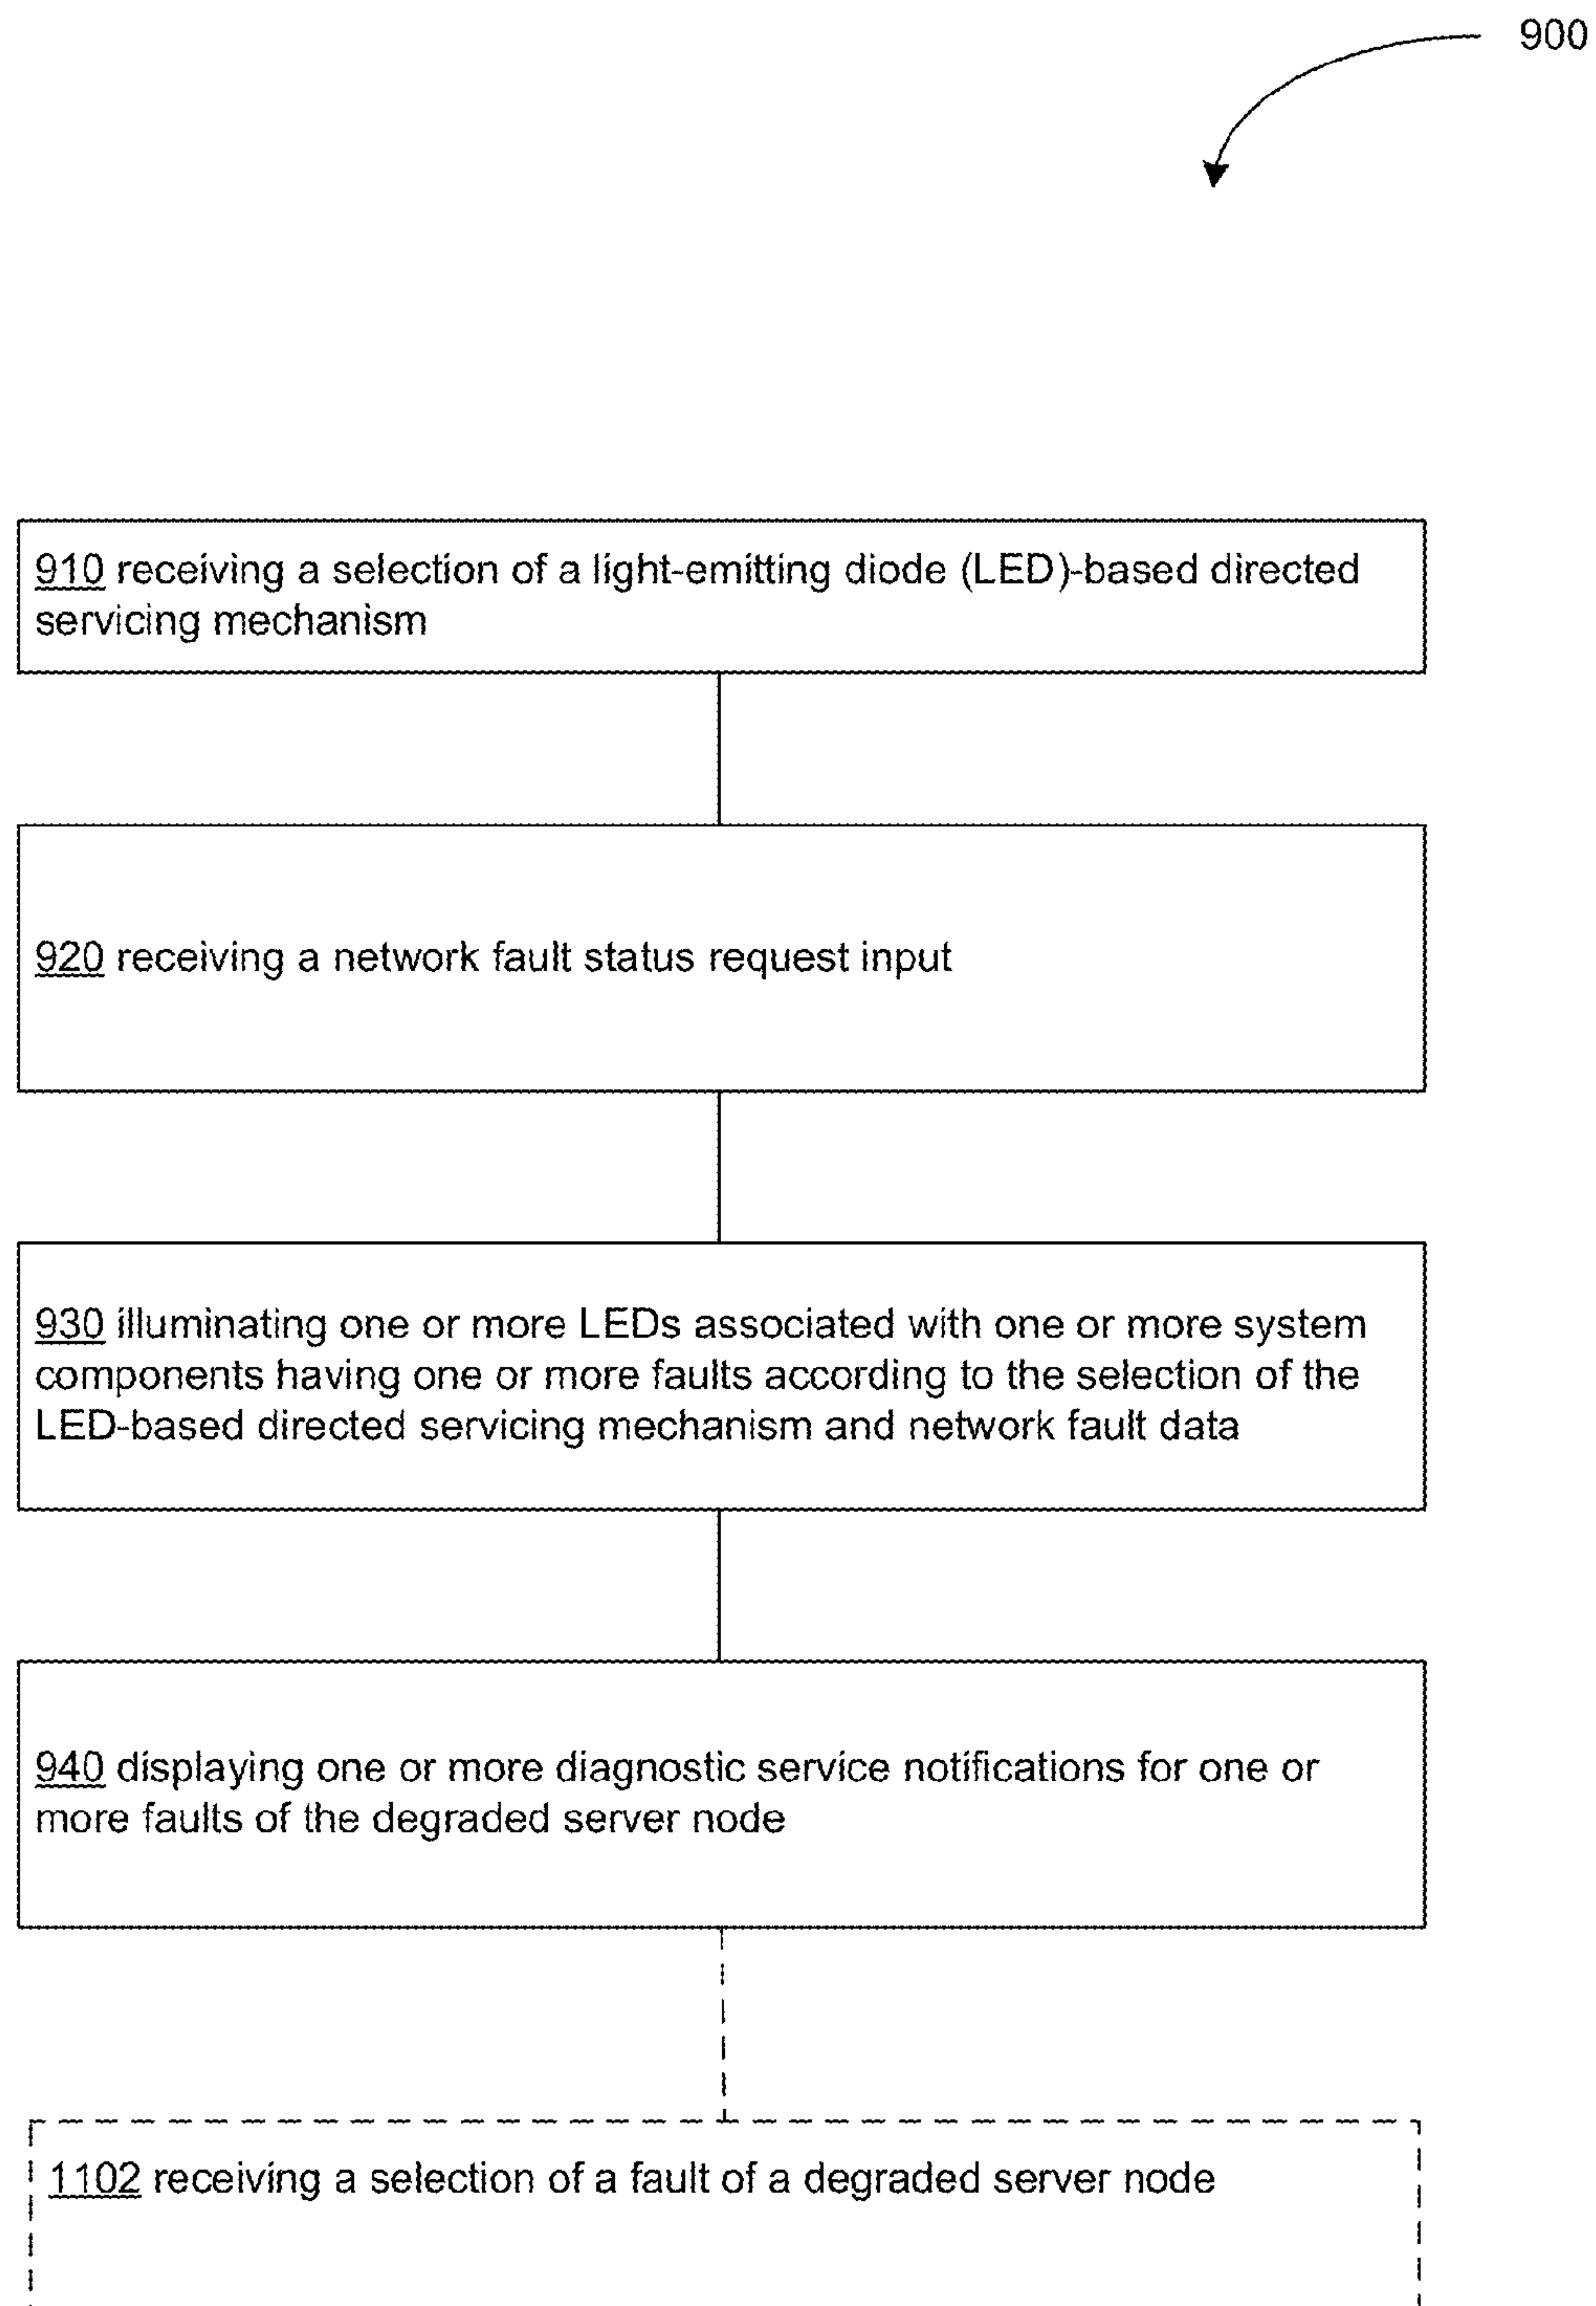 900
910 receiving a selection of a light-emitting diode (LED)-based directed
servicing mechanism
920 receiving a network fault status request input
930 illuminating one or more LEDs associated with one or more system
components having one or more faults according to the selection of the
LED-based directed servicing mechanism and network fault data
940 displaying one or more diagnostic service notifications for one or
more faults of the degraded server node
1102 receiving a selection of a fault of a degraded server node